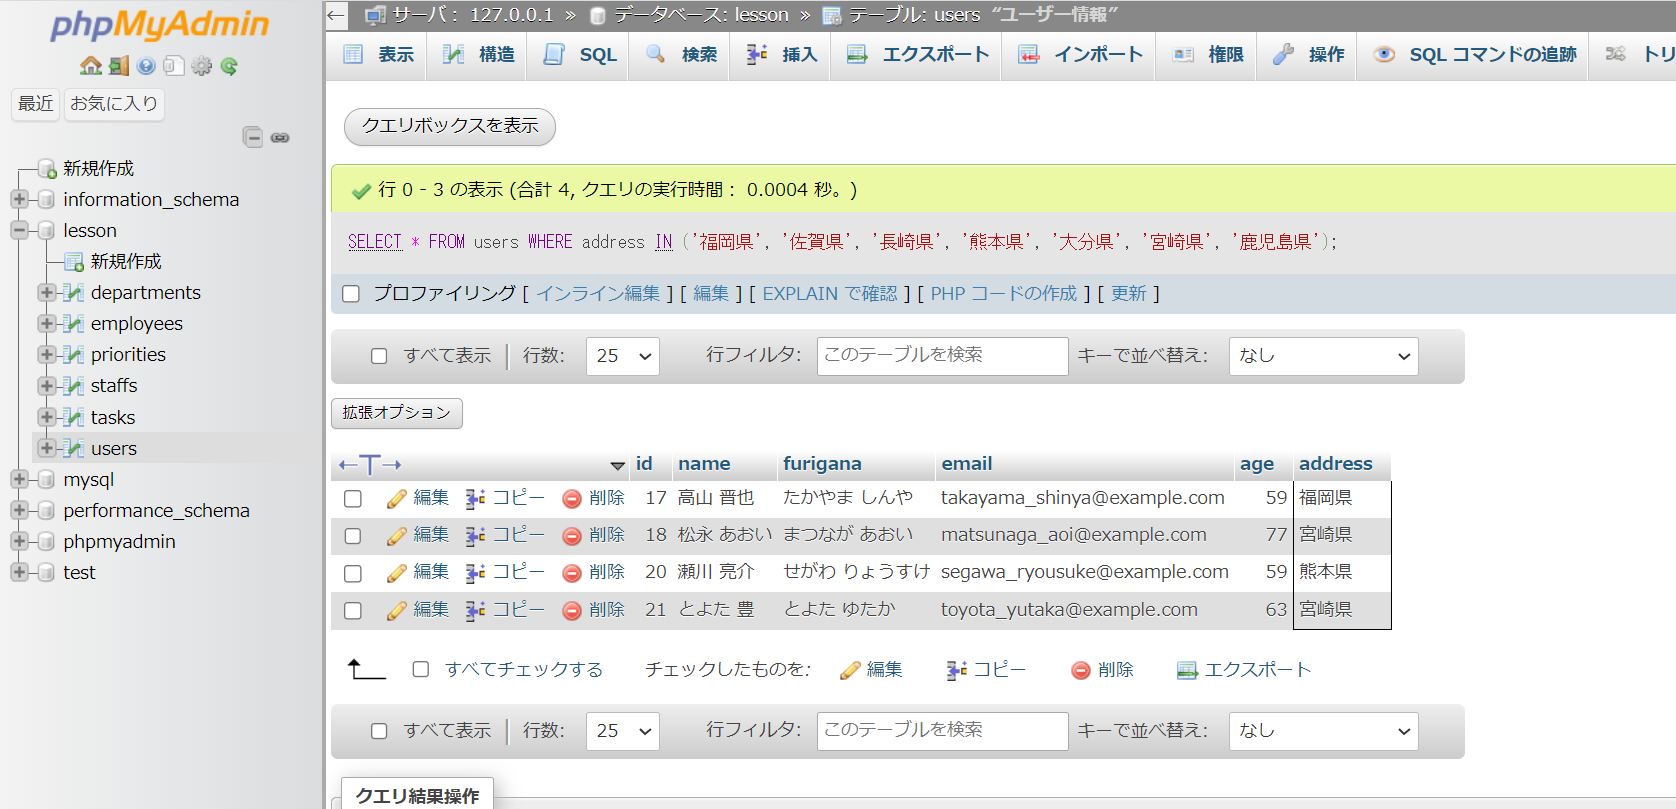 phpMyAdmin
最近 お気に入り
新規作成
information_schema
lesson
新規作成
departments
employees
priorities
staffs
tasks
users
mysql
performance_schema
phpmyadmin
test
← サーバ: 127.0.0.1 » データベース: lesson » テーブル: users “ユーザー情報”
表示 構造 SQL 検索 挿入 エクスポート インポート 権限 操作 SQL コマンドの追跡 トリ
クエリボックスを表示
行 0 - 3 の表示 (合計 4, クエリの実行時間: 0.0004 秒。)
SELECT * FROM users WHERE address IN ('福岡県', '佐賀県', '長崎県', '熊本県', '大分県', '宮崎県', '鹿児島県');
プロファイリング [ インライン編集 ] [ 編集 ] [ EXPLAIN で確認 ] [ PHP コードの作成 ] [ 更新 ]
すべて表示 行数: 25 行フィルタ: このテーブルを検索 キーで並べ替え: なし
拡張オプション
←T→ id name furigana email age address
編集 コピー 削除 17 高山 晋也 たかやま しんや takayama_shinya@example.com 59 福岡県
編集 コピー 削除 18 松永 あおい まつなが あおい matsunaga_aoi@example.com 77 宮崎県
編集 コピー 削除 20 瀬川 亮介 せがわ りょうすけ segawa_ryousuke@example.com 59 熊本県
編集 コピー 削除 21 とよた 豊 とよた ゆたか toyota_yutaka@example.com 63 宮崎県
すべてチェックする チェックしたものを: 編集 コピー 削除 エクスポート
すべて表示 行数: 25 行フィルタ: このテーブルを検索 キーで並べ替え: なし
クエリ結果操作